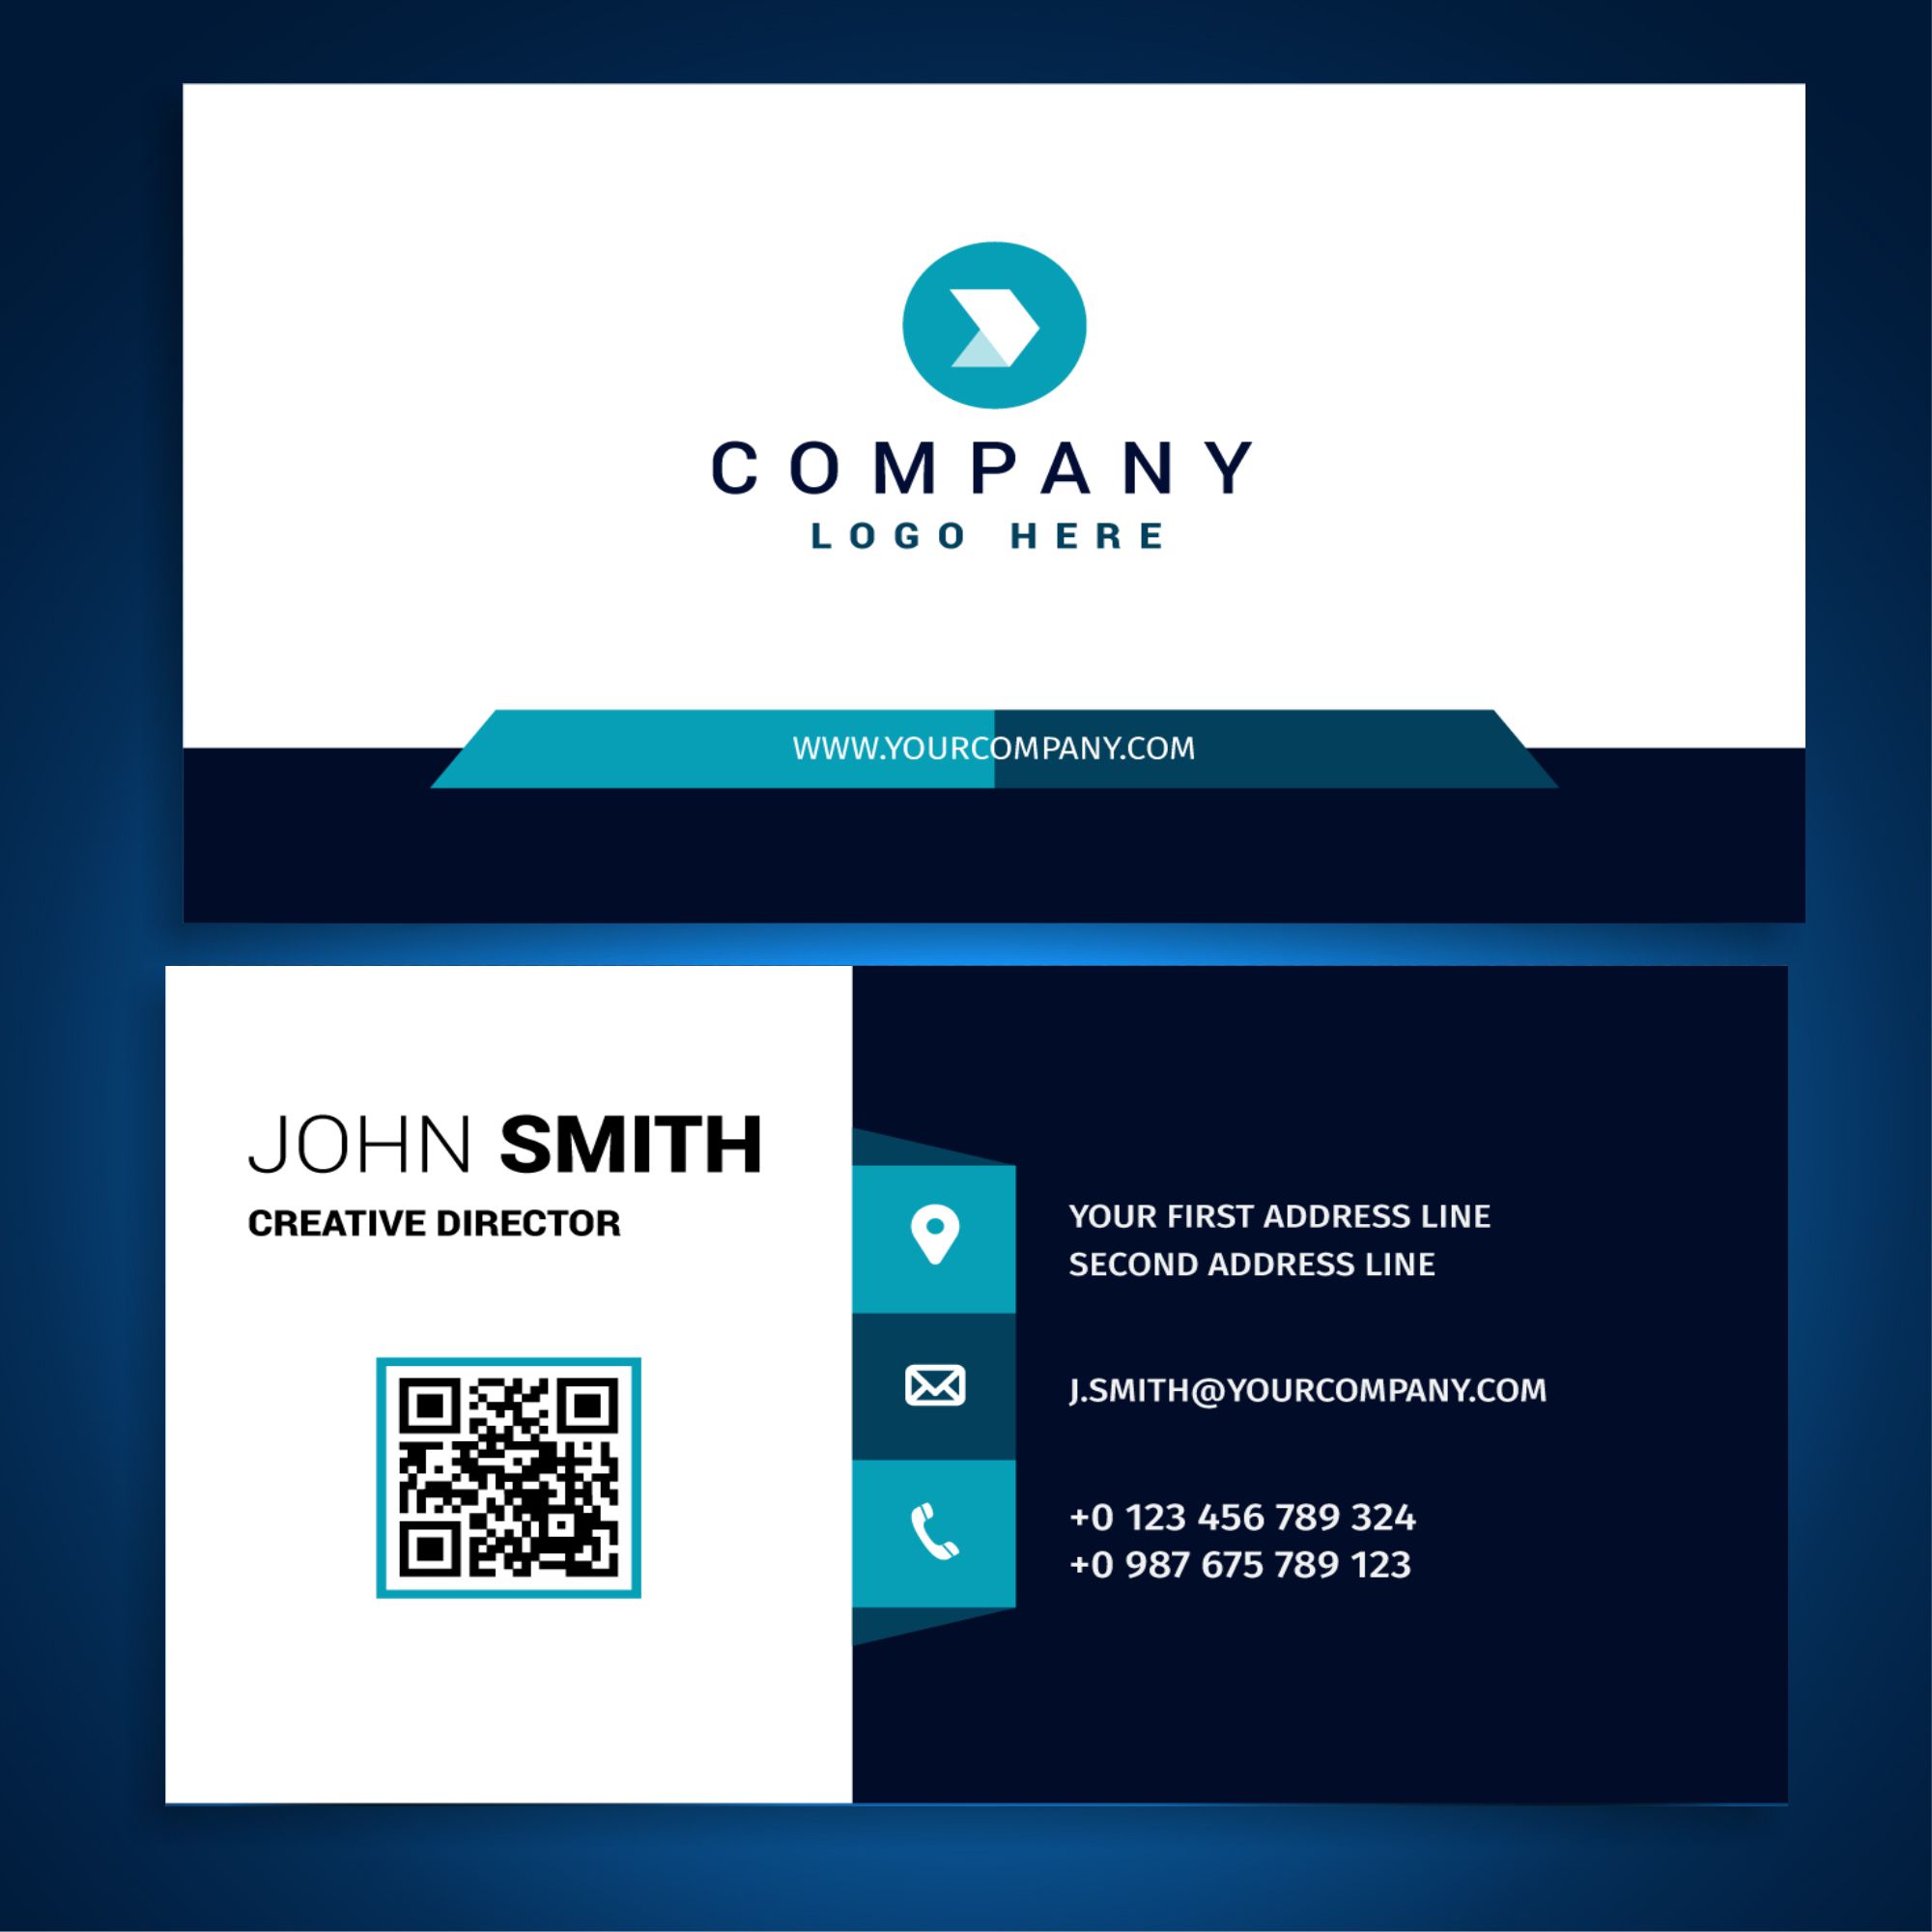 COMPANY
LOGO HERE
WWW.YOURCOMPANY.COM
JOHN SMITH
CREATIVE DIRECTOR
YOUR FIRST ADDRESS LINE
SECOND ADDRESS LINE
J.SMITH@YOURCOMPANY.COM
+0 123 456 789 324
+0 987 675 789 123